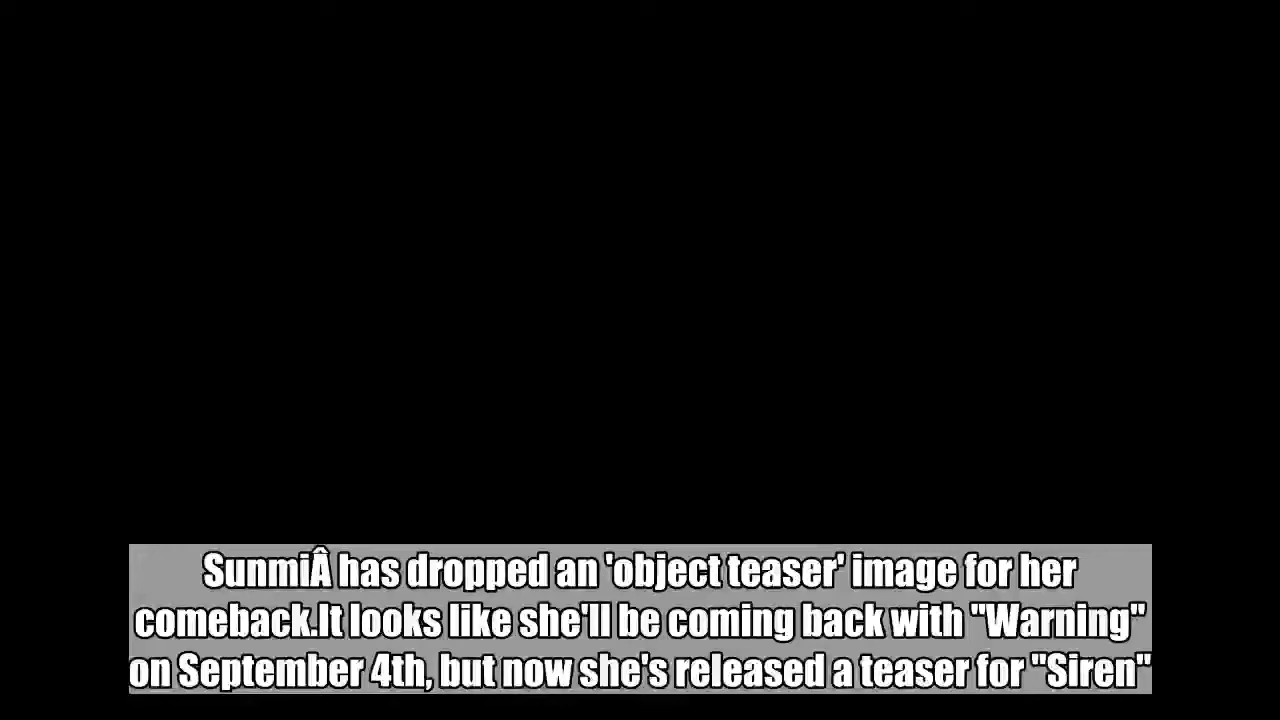 SunmiÂ has dropped an 'object teaser' image for her
comeback.It looks like she'll be coming back with "Warning"
on September 4th, but now she's released a teaser for "Siren"